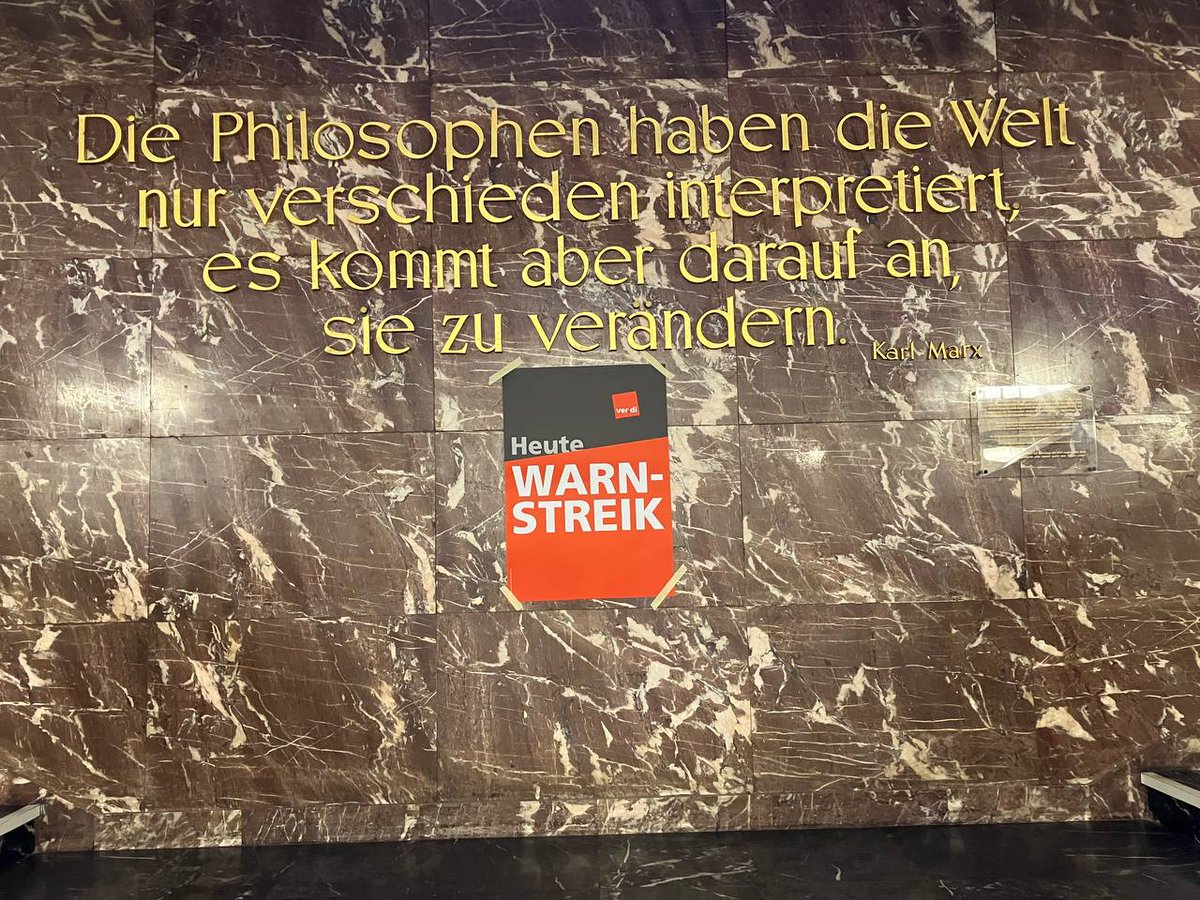 Die Philosophen haben die Welt
nur verschieden interpretiert,
es kommt aber darauf an,
sie zu verändern.
Karl Marx
ver di
Heute
WARN-
STREIK